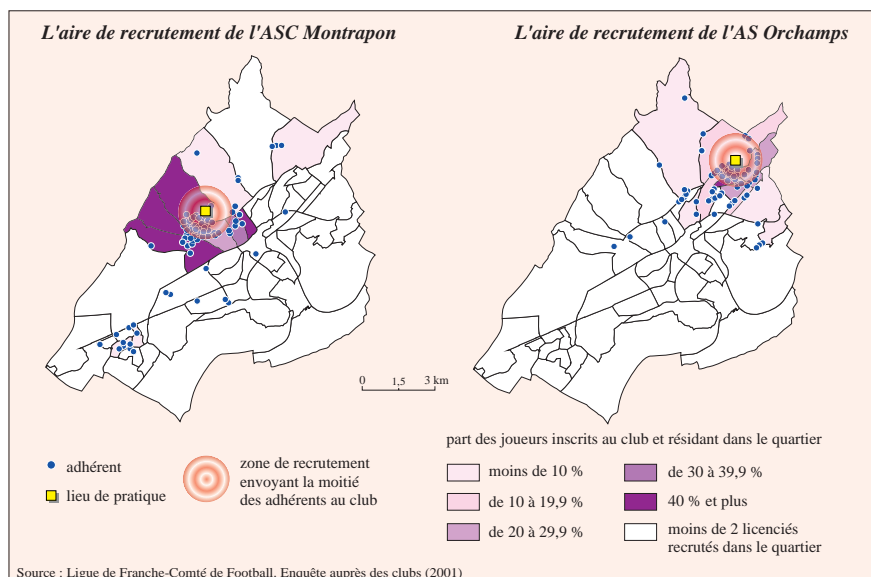 L'aire de recrutement de l'ASC Montrapon
L'aire de recrutement de l'AS Orchamps
0 1,5 3 km
adhérent
lieu de pratique
zone de recrutement
envoyant la moitié
des adhérents au club
part des joueurs inscrits au club et résidant dans le quartier
moins de 10 %
de 10 à 19,9 %
de 20 à 29,9 %
de 30 à 39,9 %
40 % et plus
moins de 2 licenciés
recrutés dans le quartier
Source : Ligue de Franche-Comté de Football. Enquête auprès des clubs (2001)